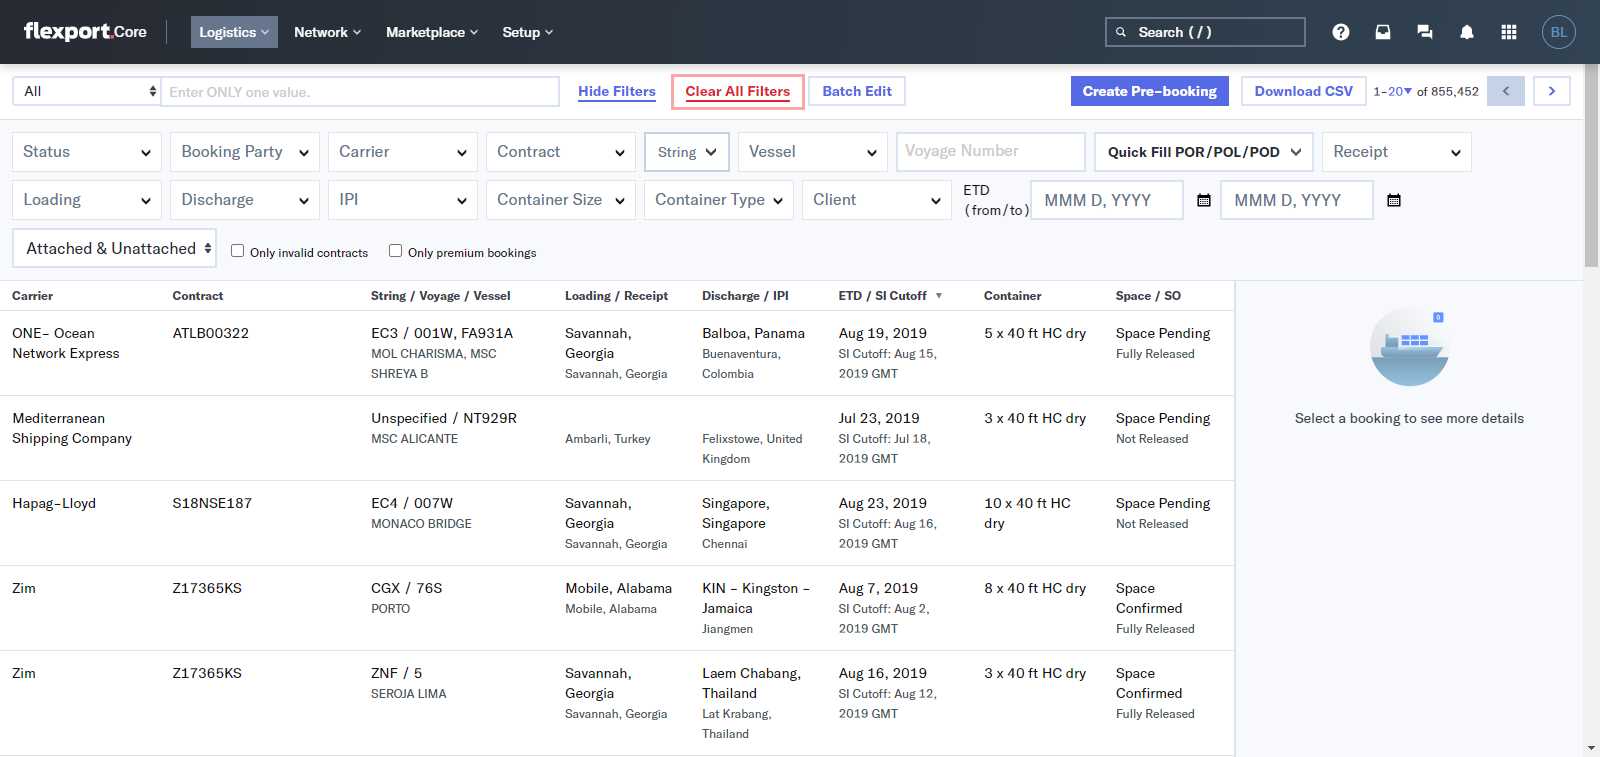 flexport.Core Logistics Network Marketplace Setup Search ( / ) BL
All Enter ONLY one value. Hide Filters Clear All Filters Batch Edit Create Pre-booking Download CSV 1-20▼ of 855,452 < >
Status Booking Party Carrier Contract String Vessel Voyage Number Quick Fill POR/POL/POD Receipt
Loading Discharge IPI Container Size Container Type Client ETD (from/to) MMM D, YYYY MMM D, YYYY
Attached & Unattached Only invalid contracts Only premium bookings
Carrier Contract String / Voyage / Vessel Loading / Receipt Discharge / IPI ETD / SI Cutoff ▼ Container Space / SO
ONE- Ocean ATLB00322 EC3 / 001W, FA931A Savannah, Balboa, Panama Aug 19, 2019 5 x 40 ft HC dry Space Pending
Network Express MOL CHARISMA, MSC Georgia Buenaventura, SI Cutoff: Aug 15, Fully Released
SHREYA B Savannah, Georgia Colombia 2019 GMT
0
Select a booking to see more details
Mediterranean Unspecified / NT929R Jul 23, 2019 3 x 40 ft HC dry Space Pending
Shipping Company MSC ALICANTE Ambarli, Turkey Felixstowe, United SI Cutoff: Jul 18, Not Released
Kingdom 2019 GMT
Hapag-Lloyd S18NSE187 EC4 / 007W Savannah, Singapore, Aug 23, 2019 10 x 40 ft HC Space Pending
MONACO BRIDGE Georgia Singapore SI Cutoff: Aug 16, dry Not Released
Savannah, Georgia Chennai 2019 GMT
Zim Z17365KS CGX / 76S Mobile, Alabama KIN - Kingston - Aug 7, 2019 8 x 40 ft HC dry Space
PORTO Mobile, Alabama Jamaica SI Cutoff: Aug 2, Confirmed
Jiangmen 2019 GMT Fully Released
Zim Z17365KS ZNF / 5 Savannah, Laem Chabang, Aug 16, 2019 3 x 40 ft HC dry Space
SEROJA LIMA Georgia Thailand SI Cutoff: Aug 12, Confirmed
Savannah, Georgia Lat Krabang, 2019 GMT Fully Released
Thailand